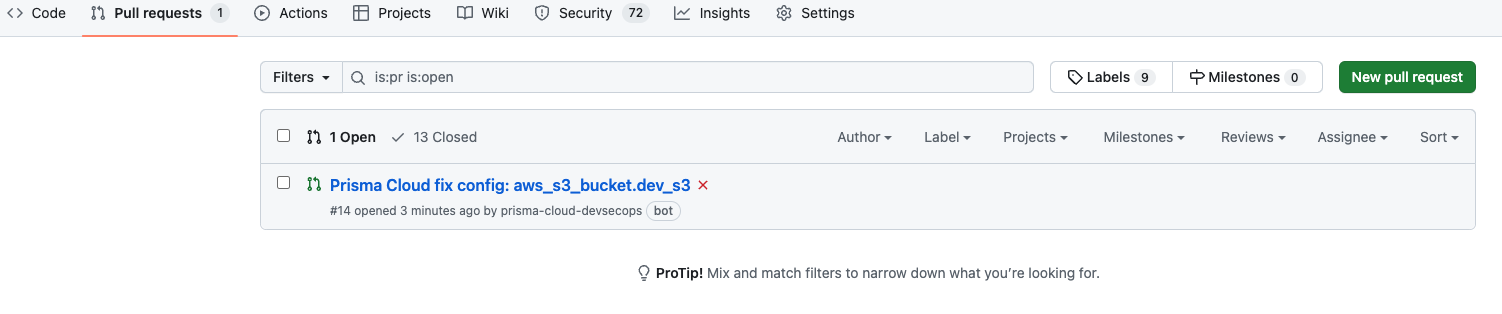 Code Pull requests 1 Actions Projects Wiki Security 72 Insights Settings
Filters is:pr is:open Labels 9 Milestones 0 New pull request
1 Open 13 Closed Author Label Projects Milestones Reviews Assignee Sort
Prisma Cloud fix config: aws_s3_bucket.dev_s3
#14 opened 3 minutes ago by prisma-cloud-devsecops bot
ProTip! Mix and match filters to narrow down what you’re looking for.